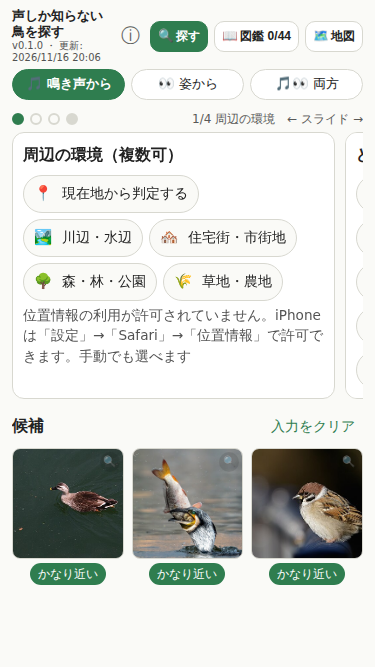 声しか知らない
鳥を探す
v0.1.0 · 更新:
2026/11/16 20:06
ⓘ
🔍 探す
📖 図鑑 0/44
🗺️ 地図
🎵 鳴き声から
👀 姿から
🎵👀 両方
1/4 周辺の環境 ← スライド →
周辺の環境（複数可）
📍 現在地から判定する
🏞️ 川辺・水辺
🏘️ 住宅街・市街地
🌳 森・林・公園
🌾 草地・農地
位置情報の利用が許可されていません。iPhone
は「設定」→「Safari」→「位置情報」で許可で
きます。手動でも選べます
候補
入力をクリア
かなり近い
かなり近い
かなり近い